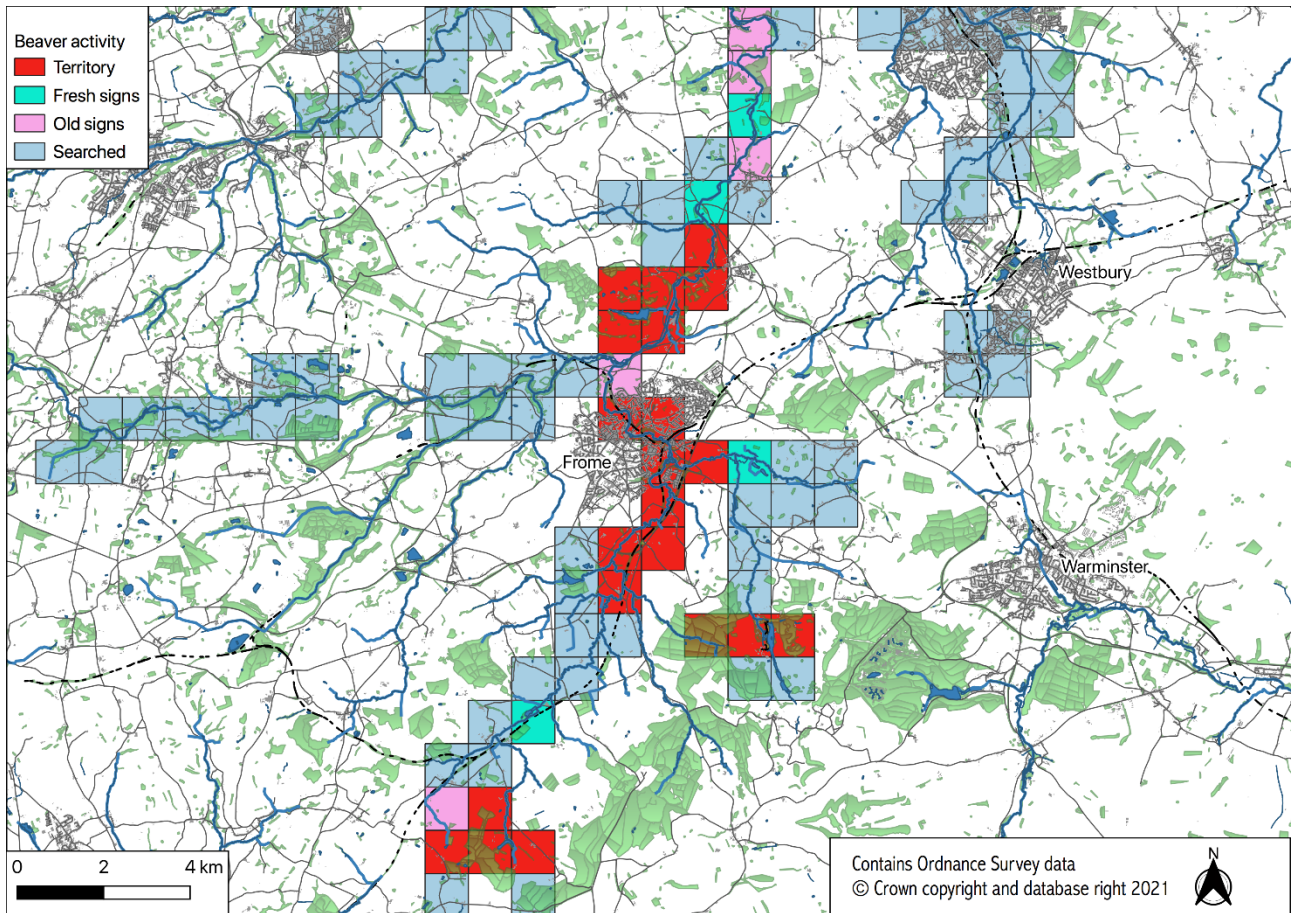 Beaver activity
Territory
Fresh signs
Old signs
Searched
Westbury
Frome
Warminster
0 2 4 km
Contains Ordnance Survey data
© Crown copyright and database right 2021
N